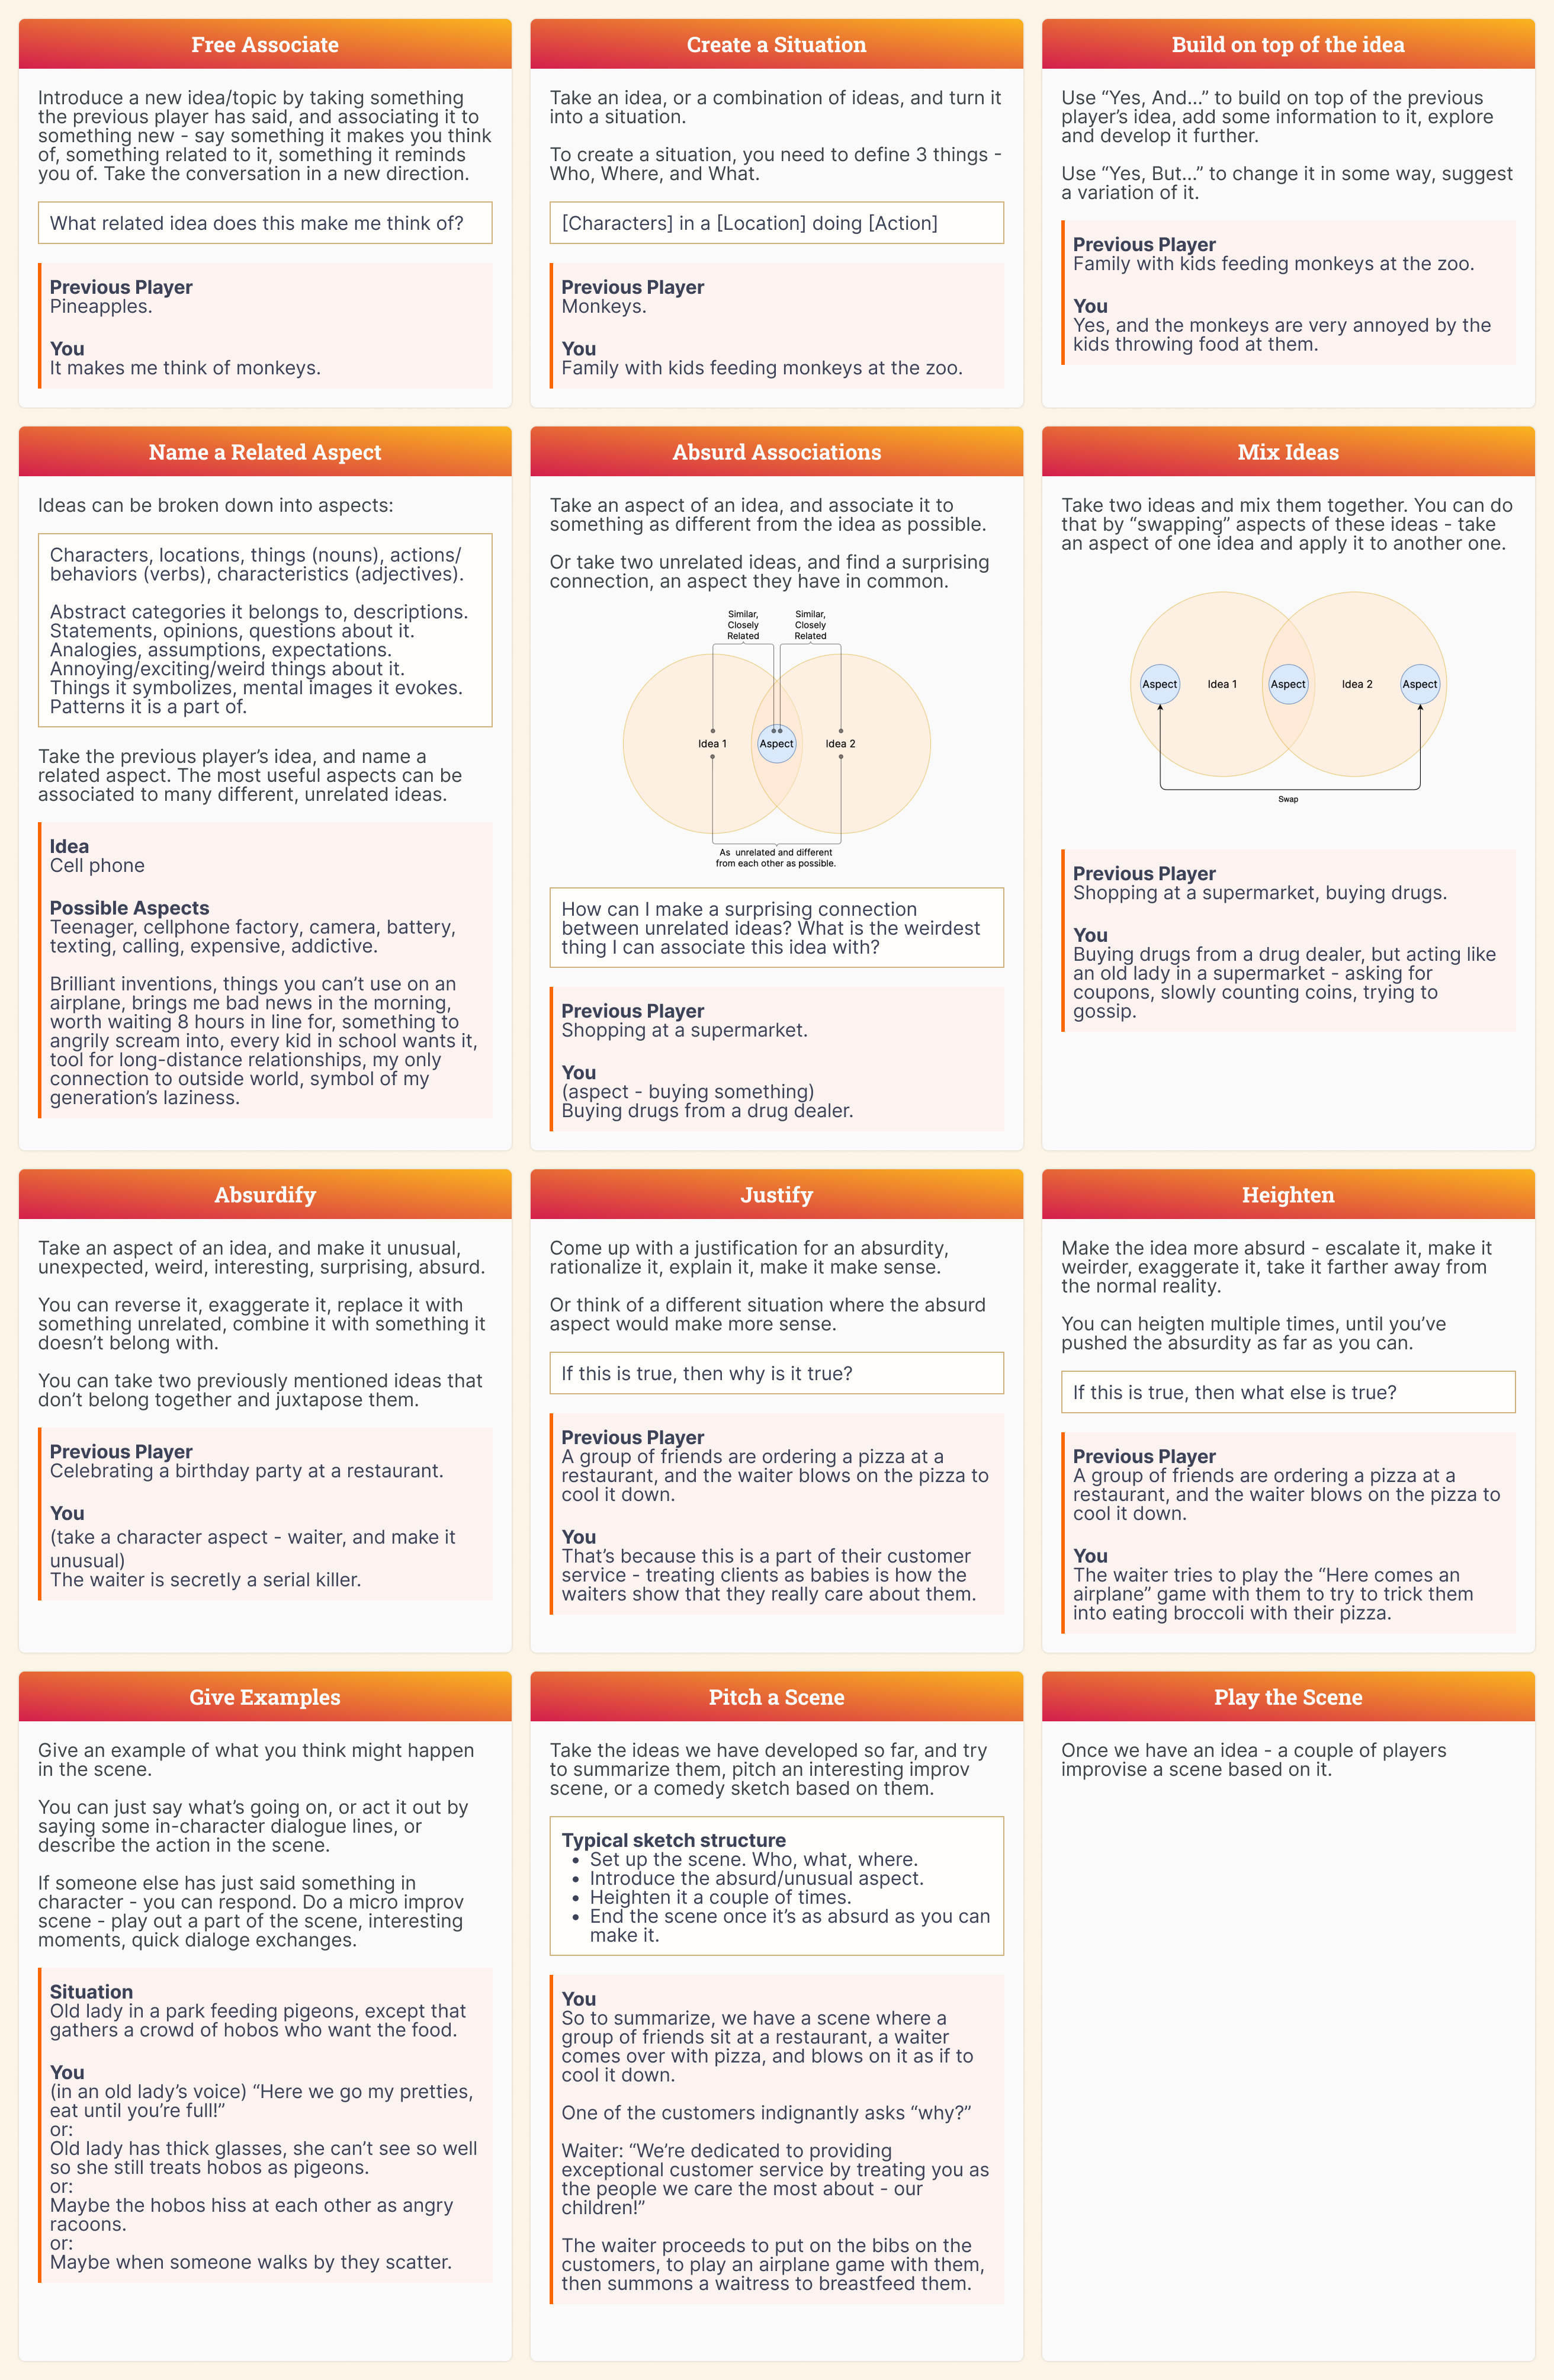 Free Associate
Introduce a new idea/topic by taking something
the previous player has said, and associating it to
something new - say something it makes you think
of, something related to it, something it reminds
you of. Take the conversation in a new direction.
What related idea does this make me think of?
Previous Player
Pineapples.
You
It makes me think of monkeys.
Create a Situation
Take an idea, or a combination of ideas, and turn it
into a situation.
To create a situation, you need to define 3 things -
Who, Where, and What.
[Characters] in a [Location] doing [Action]
Previous Player
Monkeys.
You
Family with kids feeding monkeys at the zoo.
Build on top of the idea
Use “Yes, And...” to build on top of the previous
player’s idea, add some information to it, explore
and develop it further.
Use “Yes, But...” to change it in some way, suggest
a variation of it.
Previous Player
Family with kids feeding monkeys at the zoo.
You
Yes, and the monkeys are very annoyed by the
kids throwing food at them.
Name a Related Aspect
Ideas can be broken down into aspects:
Characters, locations, things (nouns), actions/
behaviors (verbs), characteristics (adjectives).
Abstract categories it belongs to, descriptions.
Statements, opinions, questions about it.
Analogies, assumptions, expectations.
Annoying/exciting/weird things about it.
Things it symbolizes, mental images it evokes.
Patterns it is a part of.
Take the previous player’s idea, and name a
related aspect. The most useful aspects can be
associated to many different, unrelated ideas.
Idea
Cell phone
Possible Aspects
Teenager, cellphone factory, camera, battery,
texting, calling, expensive, addictive.
Brilliant inventions, things you can’t use on an
airplane, brings me bad news in the morning,
worth waiting 8 hours in line for, something to
angrily scream into, every kid in school wants it,
tool for long-distance relationships, my only
connection to outside world, symbol of my
generation’s laziness.
Absurd Associations
Take an aspect of an idea, and associate it to
something as different from the idea as possible.
Or take two unrelated ideas, and find a surprising
connection, an aspect they have in common.
Similar,
Closely
Related
Similar,
Closely
Related
Idea 1
Aspect
Idea 2
As unrelated and different
from each other as possible.
How can I make a surprising connection
between unrelated ideas? What is the weirdest
thing I can associate this idea with?
Previous Player
Shopping at a supermarket.
You
(aspect - buying something)
Buying drugs from a drug dealer.
Mix Ideas
Take two ideas and mix them together. You can do
that by “swapping” aspects of these ideas - take
an aspect of one idea and apply it to another one.
Aspect
Idea 1
Aspect
Idea 2
Aspect
Swap
Previous Player
Shopping at a supermarket, buying drugs.
You
Buying drugs from a drug dealer, but acting like
an old lady in a supermarket - asking for
coupons, slowly counting coins, trying to
gossip.
Absurdify
Take an aspect of an idea, and make it unusual,
unexpected, weird, interesting, surprising, absurd.
You can reverse it, exaggerate it, replace it with
something unrelated, combine it with something it
doesn’t belong with.
You can take two previously mentioned ideas that
don’t belong together and juxtapose them.
Previous Player
Celebrating a birthday party at a restaurant.
You
(take a character aspect - waiter, and make it
unusual)
The waiter is secretly a serial killer.
Justify
Come up with a justification for an absurdity,
rationalize it, explain it, make it make sense.
Or think of a different situation where the absurd
aspect would make more sense.
If this is true, then why is it true?
Previous Player
A group of friends are ordering a pizza at a
restaurant, and the waiter blows on the pizza to
cool it down.
You
That’s because this is a part of their customer
service - treating clients as babies is how the
waiters show that they really care about them.
Heighten
Make the idea more absurd - escalate it, make it
weirder, exaggerate it, take it farther away from
the normal reality.
You can heigten multiple times, until you’ve
pushed the absurdity as far as you can.
If this is true, then what else is true?
Previous Player
A group of friends are ordering a pizza at a
restaurant, and the waiter blows on the pizza to
cool it down.
You
The waiter tries to play the “Here comes an
airplane” game with them to try to trick them
into eating broccoli with their pizza.
Give Examples
Give an example of what you think might happen
in the scene.
You can just say what’s going on, or act it out by
saying some in-character dialogue lines, or
describe the action in the scene.
If someone else has just said something in
character - you can respond. Do a micro improv
scene - play out a part of the scene, interesting
moments, quick dialoge exchanges.
Situation
Old lady in a park feeding pigeons, except that
gathers a crowd of hobos who want the food.
You
(in an old lady’s voice) “Here we go my pretties,
eat until you’re full!”
or:
Old lady has thick glasses, she can’t see so well
so she still treats hobos as pigeons.
or:
Maybe the hobos hiss at each other as angry
racoons.
or:
Maybe when someone walks by they scatter.
Pitch a Scene
Take the ideas we have developed so far, and try
to summarize them, pitch an interesting improv
scene, or a comedy sketch based on them.
Typical sketch structure
• Set up the scene. Who, what, where.
• Introduce the absurd/unusual aspect.
• Heighten it a couple of times.
• End the scene once it’s as absurd as you can
make it.
You
So to summarize, we have a scene where a
group of friends sit at a restaurant, a waiter
comes over with pizza, and blows on it as if to
cool it down.
One of the customers indignantly asks “why?”
Waiter: “We’re dedicated to providing
exceptional customer service by treating you as
the people we care the most about - our
children!”
The waiter proceeds to put on the bibs on the
customers, to play an airplane game with them,
then summons a waitress to breastfeed them.
Play the Scene
Once we have an idea - a couple of players
improvise a scene based on it.